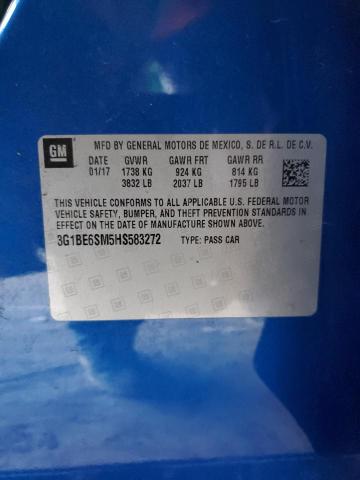 GM
MFD BY GENERAL MOTORS DE MEXICO, S. DE R.L. DE C.V.
DATE GVWR GAWR FRT GAWR RR
01/17 1738 KG 924 KG 814 KG
3832 LB 2037 LB 1795 LB
THIS VEHICLE CONFORMS TO ALL APPLICABLE U.S. FEDERAL MOTOR
VEHICLE SAFETY, BUMPER, AND THEFT PREVENTION STANDARDS
IN EFFECT ON THE DATE OF MANUFACTURE SHOWN ABOVE.
3G1BE6SM5HS583272 TYPE: PASS CAR